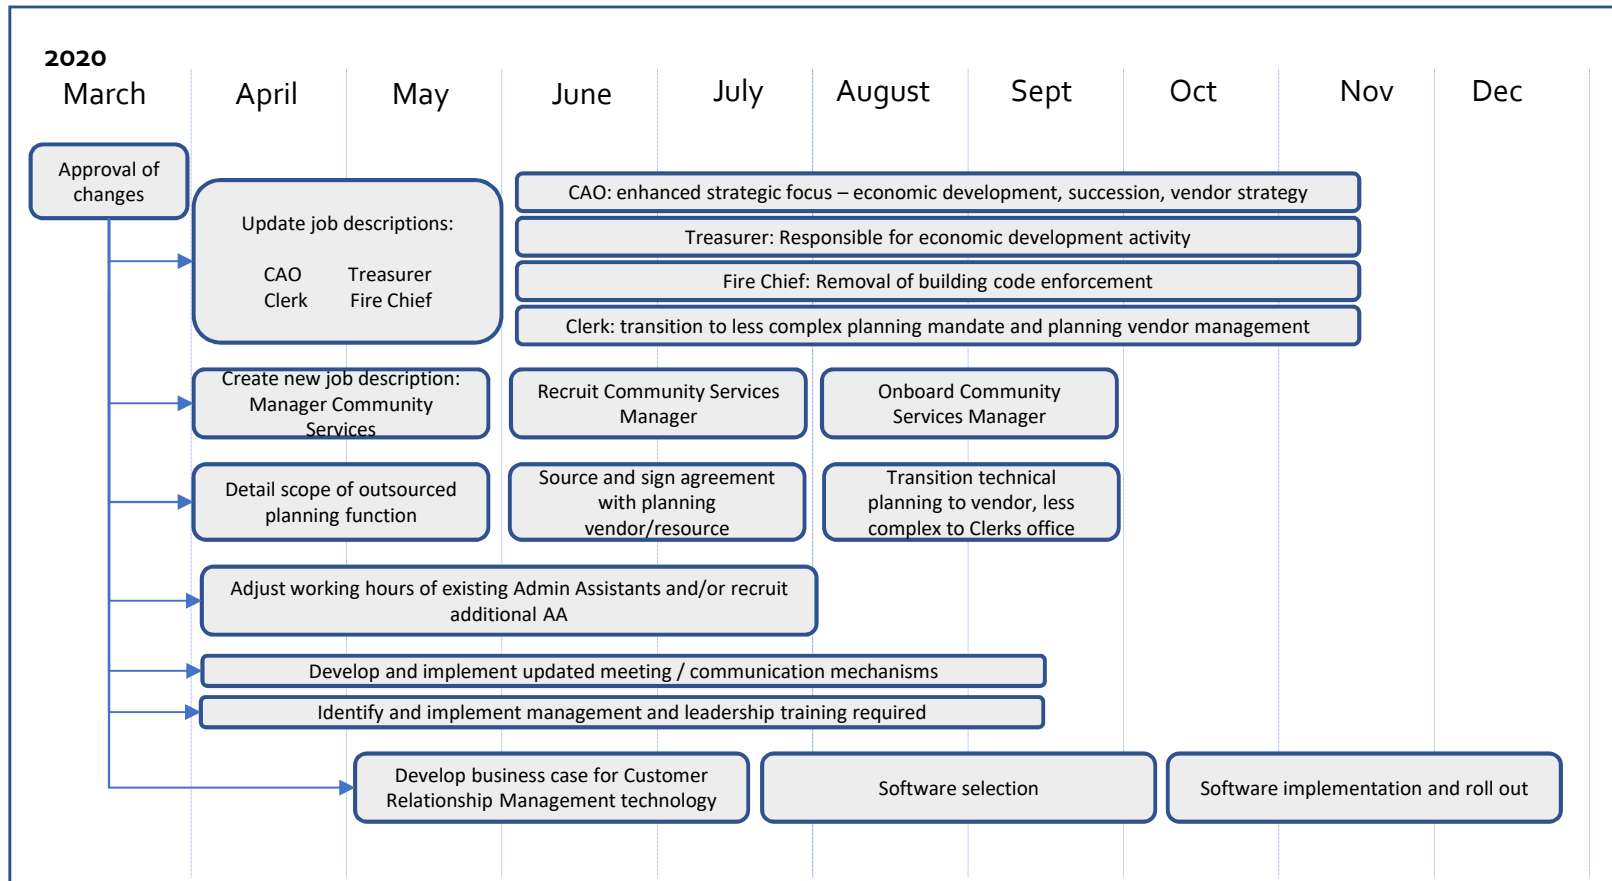 2020
March
April
May
June
July
August
Sept
Oct
Nov
Dec
Approval of
changes
Update job descriptions:
CAO Treasurer
Clerk Fire Chief
CAO: enhanced strategic focus – economic development, succession, vendor strategy
Treasurer: Responsible for economic development activity
Fire Chief: Removal of building code enforcement
Clerk: transition to less complex planning mandate and planning vendor management
Create new job description:
Manager Community
Services
Recruit Community Services
Manager
Onboard Community
Services Manager
Detail scope of outsourced
planning function
Source and sign agreement
with planning
vendor/resource
Transition technical
planning to vendor, less
complex to Clerks office
Adjust working hours of existing Admin Assistants and/or recruit
additional AA
Develop and implement updated meeting / communication mechanisms
Identify and implement management and leadership training required
Develop business case for Customer
Relationship Management technology
Software selection
Software implementation and roll out